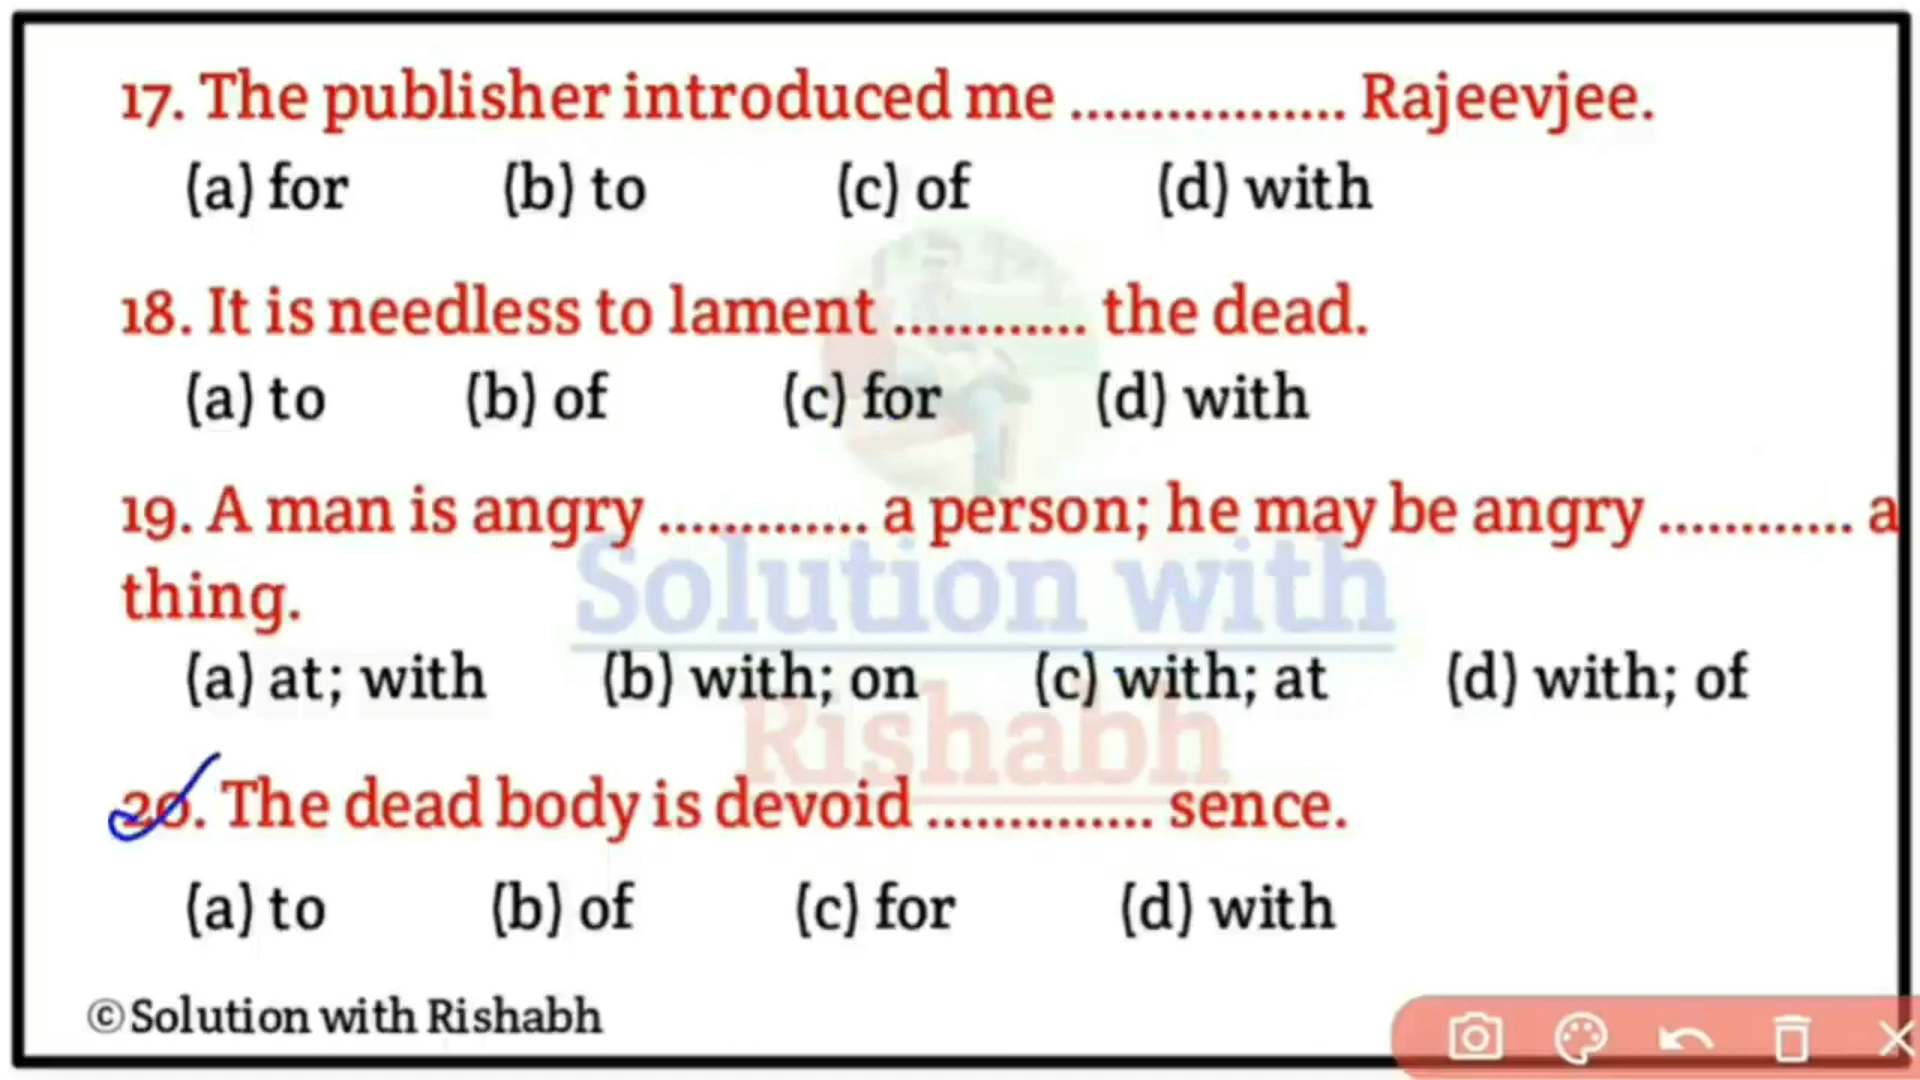 17. The publisher introduced me ................. Rajeevjee.
(a) for (b) to (c) of (d) with
18. It is needless to lament ............ the dead.
(a) to (b) of (c) for (d) with
19. A man is angry ............. a person; he may be angry ............ a
thing.
Solution with
(a) at; with (b) with; on (c) with; at (d) with; of
Rishabh
20. The dead body is devoid .............. sence.
(a) to (b) of (c) for (d) with
©Solution with Rishabh